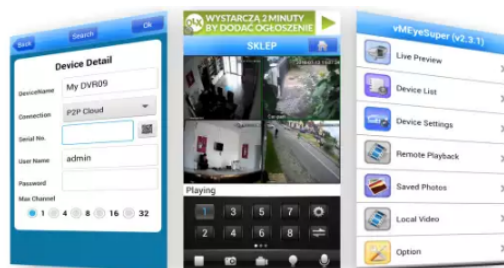 Back
Search
Ok
Device Detail
DeviceName
My DVR09
Connection
P2P Cloud
Serial No.
User Name
admin
Password
Max Channel
1 4 8 16 32
WYSTARCZĄ 2 MINUTY
BY DODAĆ OGŁOSZENIE
SKLEP
Playing
1 3 5 7
2 4 6 8
vMEyeSuper (v2.3.1)
Live Preview
Device List
Device Settings
Remote Playback
Saved Photos
Local Video
Option